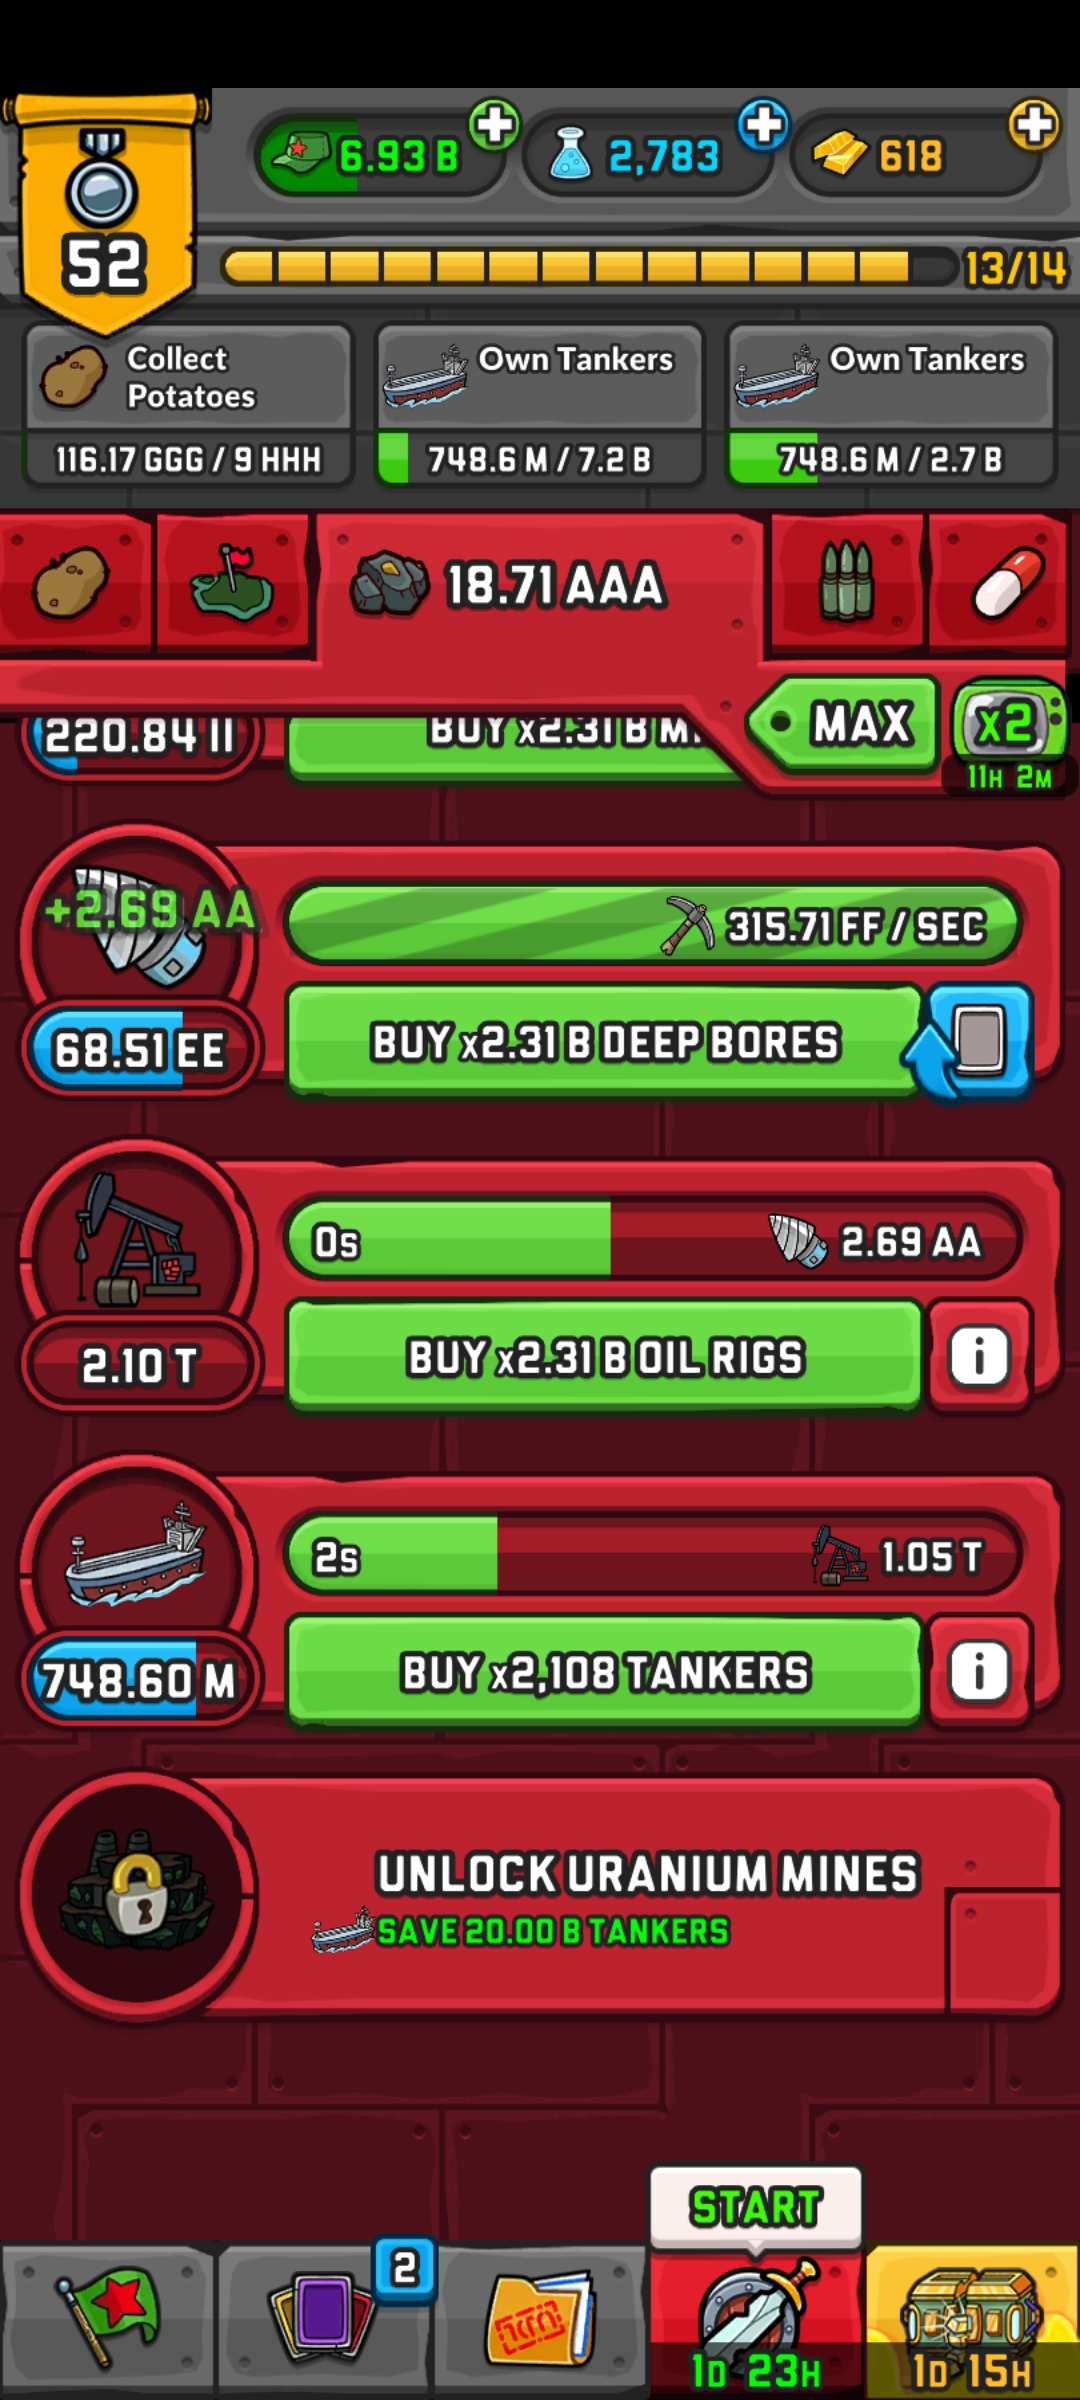 52
6.93 B
2,783
618
13/14
Collect
Potatoes
116.17 GGG / 9 HHH
Own Tankers
748.6 M / 7.2 B
Own Tankers
748.6 M / 2.7 B
18.71 AAA
MAX
x2
11H 2M
220.84 II
BUY x2.31 B
+2.69 AA
315.71 FF / SEC
68.51 EE
BUY x2.31 B DEEP BORES
0s
2.69 AA
2.10 T
BUY x2.31 B OIL RIGS
i
2s
1.05 T
748.60 M
BUY x2,108 TANKERS
i
UNLOCK URANIUM MINES
SAVE 20.00 B TANKERS
START
2
1D 23H
1D 15H